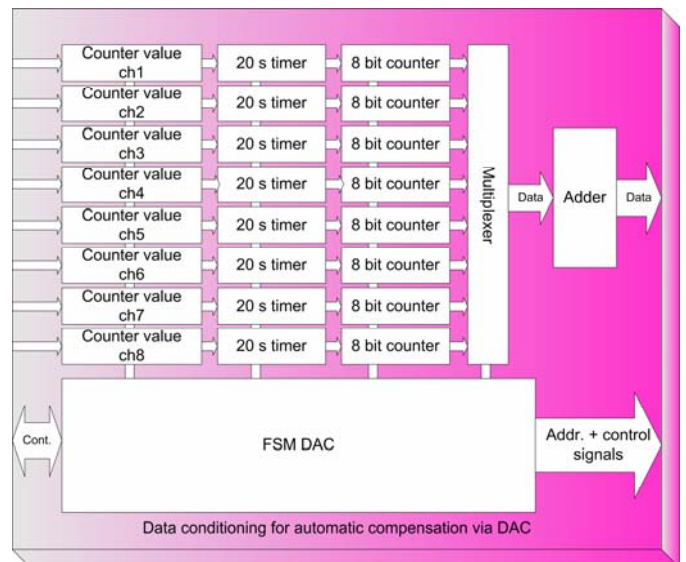 Counter value
ch1
20 s timer
8 bit counter
Counter value
ch2
20 s timer
8 bit counter
Counter value
ch3
20 s timer
8 bit counter
Counter value
ch4
20 s timer
8 bit counter
Counter value
ch5
20 s timer
8 bit counter
Counter value
ch6
20 s timer
8 bit counter
Counter value
ch7
20 s timer
8 bit counter
Counter value
ch8
20 s timer
8 bit counter
Multiplexer
Data
Adder
Data
Cont.
FSM DAC
Addr. + control
signals
Data conditioning for automatic compensation via DAC